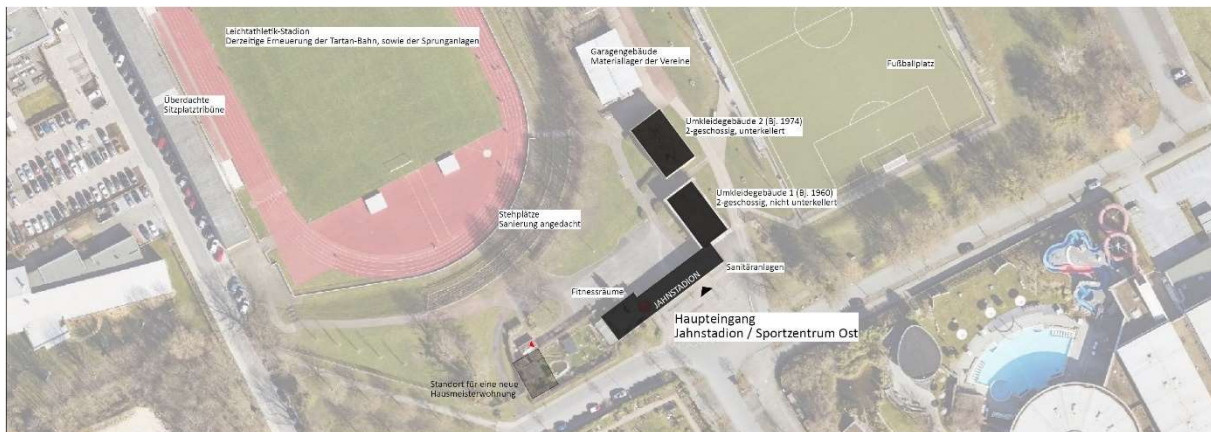 Leichtathletik-Stadion
Derzeitige Erneuerung der Tartan-Bahn, sowie der Sprunganlagen
Garagengebäude
Materiallager der Vereine
Fußballplatz
Überdachte
Sitzplatztribüne
Umkleidegebäude 2 (Bj. 1974)
2-geschossig, unterkellert
Umkleidegebäude 1 (Bj. 1960)
2-geschossig, nicht unterkellert
Stehplätze
Sanierung angedacht
Sanitäranlagen
Fitnessräume
JAHNSTADION
Haupteingang
Jahnstadion / Sportzentrum Ost
Standort für eine neue
Hausmeisterwohnung